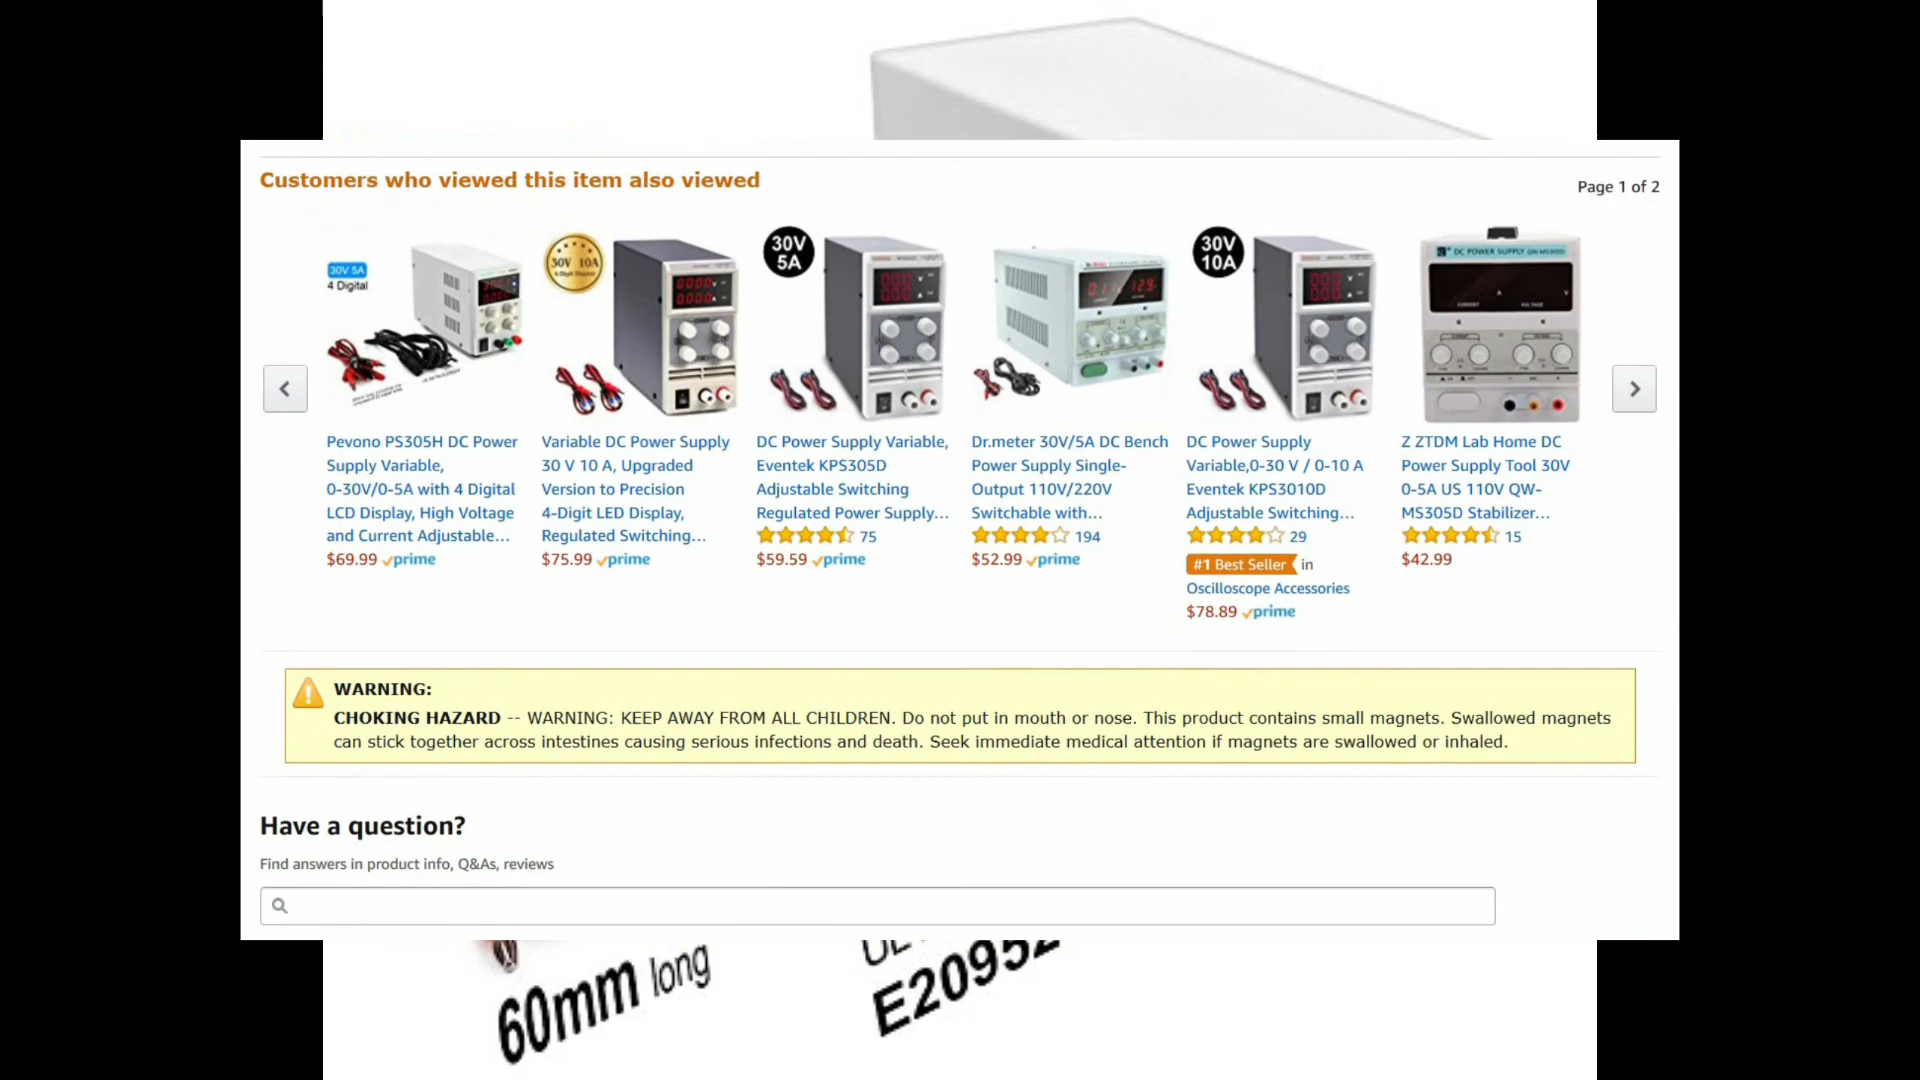 Customers who viewed this item also viewed
Page 1 of 2
30V 5A
4 Digital
30V 10A
30V
5A
30V
10A
DC POWER SUPPLY
Pevono PS305H DC Power
Supply Variable,
0-30V/0-5A with 4 Digital
LCD Display, High Voltage
and Current Adjustable...
$69.99 prime
Variable DC Power Supply
30 V 10 A, Upgraded
Version to Precision
4-Digit LED Display,
Regulated Switching...
$75.99 prime
DC Power Supply Variable,
Eventek KPS305D
Adjustable Switching
Regulated Power Supply...
75
$59.59 prime
Dr.meter 30V/5A DC Bench
Power Supply Single-
Output 110V/220V
Switchable with...
194
$52.99 prime
DC Power Supply
Variable,0-30 V / 0-10 A
Eventek KPS3010D
Adjustable Switching...
29
#1 Best Seller in
Oscilloscope Accessories
$78.89 prime
Z ZTDM Lab Home DC
Power Supply Tool 30V
0-5A US 110V QW-
MS305D Stabilizer...
15
$42.99
WARNING:
CHOKING HAZARD -- WARNING: KEEP AWAY FROM ALL CHILDREN. Do not put in mouth or nose. This product contains small magnets. Swallowed magnets
can stick together across intestines causing serious infections and death. Seek immediate medical attention if magnets are swallowed or inhaled.
Have a question?
Find answers in product info, Q&As, reviews
60mm long
E20952